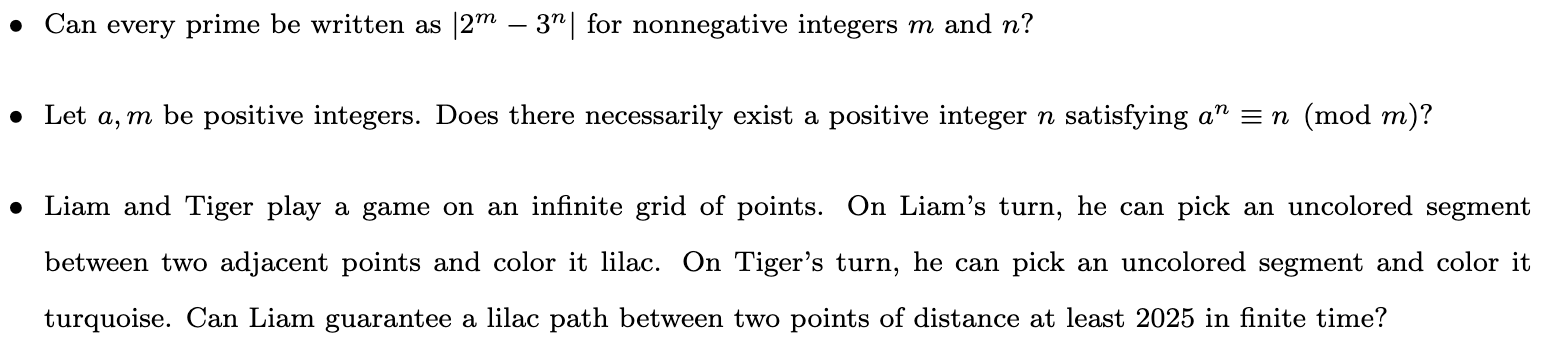 • Can every prime be written as |2^m − 3^n| for nonnegative integers m and n?
• Let a, m be positive integers. Does there necessarily exist a positive integer n satisfying a^n ≡ n (mod m)?
• Liam and Tiger play a game on an infinite grid of points. On Liam's turn, he can pick an uncolored segment
between two adjacent points and color it lilac. On Tiger's turn, he can pick an uncolored segment and color it
turquoise. Can Liam guarantee a lilac path between two points of distance at least 2025 in finite time?